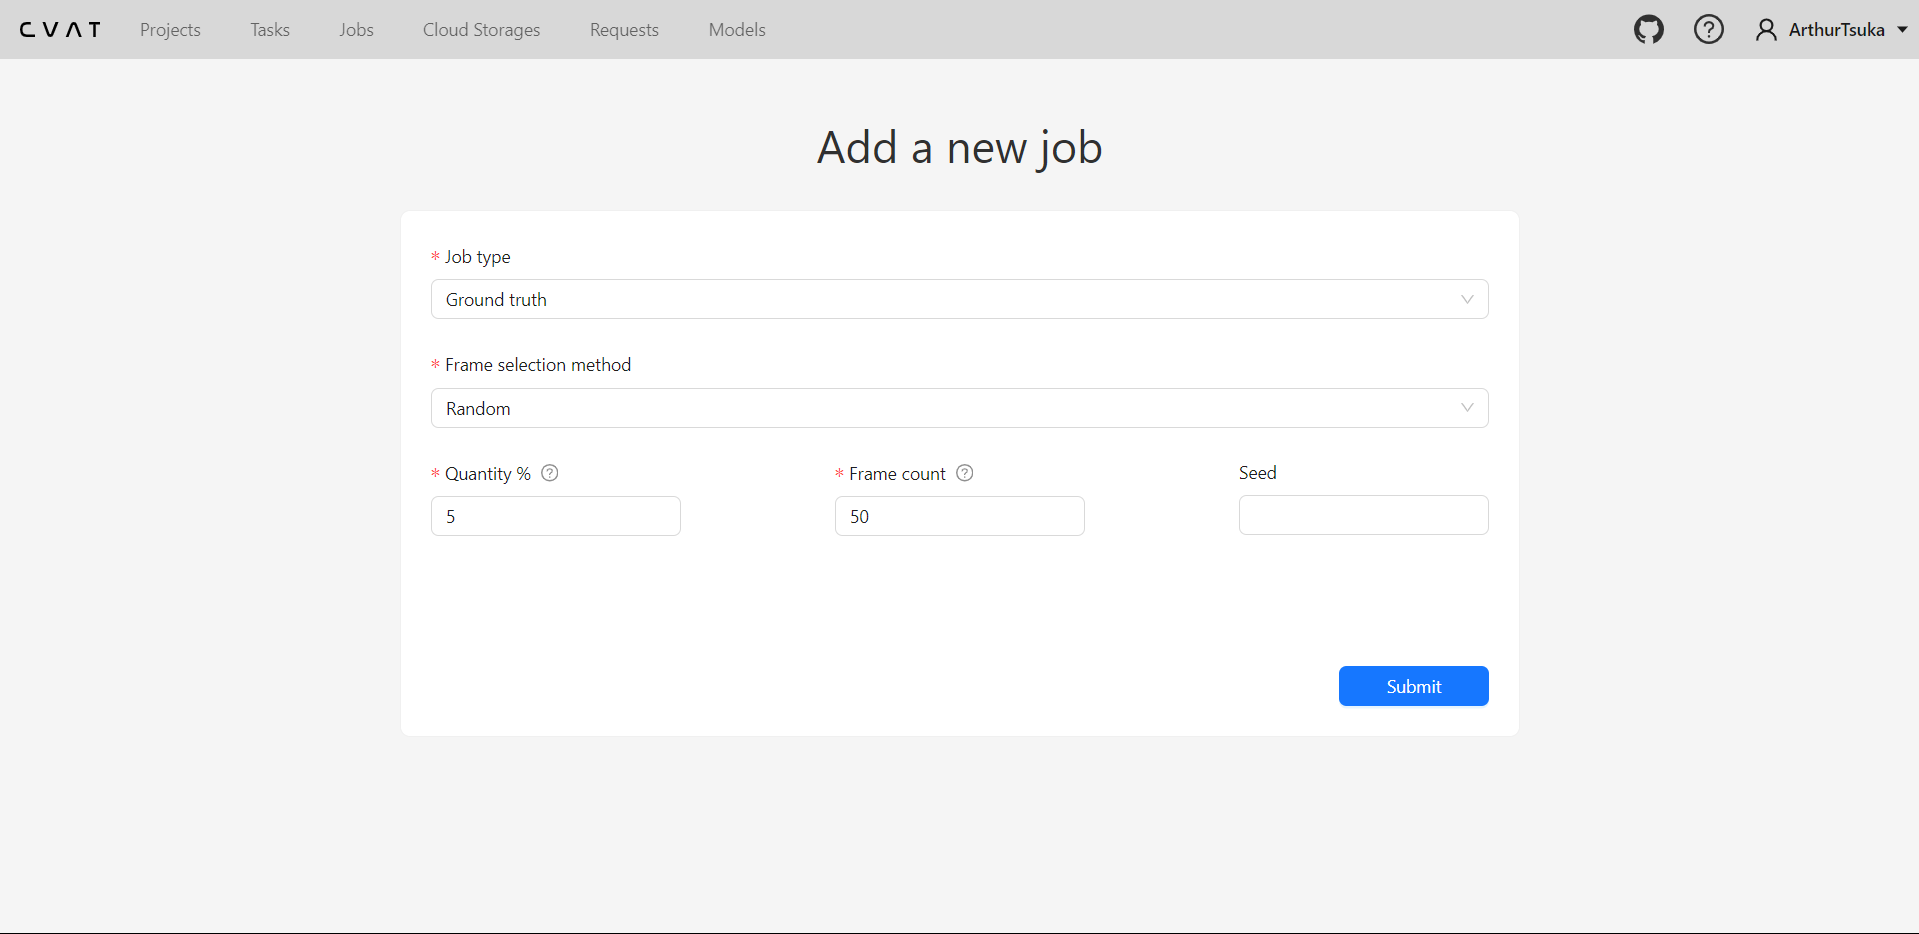 CVAT Projects Tasks Jobs Cloud Storages Requests Models ArthurTsuka
Add a new job
* Job type
Ground truth
* Frame selection method
Random
* Quantity % * Frame count Seed
5 50
Submit